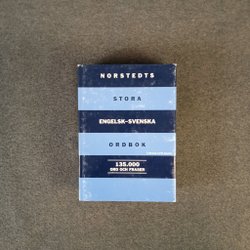 NORSTEDTS
STORA
ENGELSK-SVENSKA
ORDBOK
135.000
ORD OCH FRASER